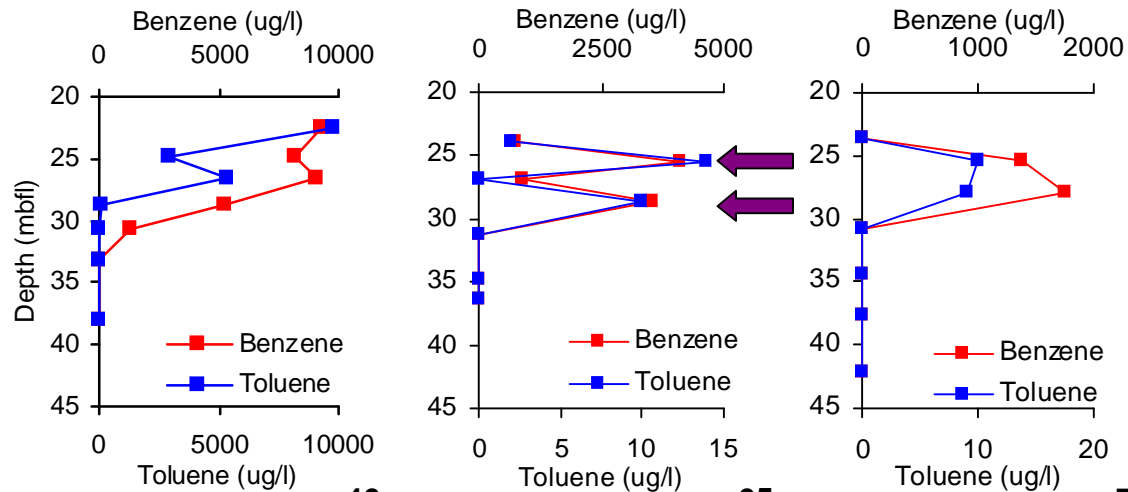 Benzene (ug/l)
0 5000 10000
Depth (mbfl)
20
25
30
35
40
45
Benzene
Toluene
0 5000 10000
Toluene (ug/l)
Benzene (ug/l)
0 2500 5000
20
25
30
35
40
45
Benzene
Toluene
0 5 10 15
Toluene (ug/l)
Benzene (ug/l)
0 1000 2000
20
25
30
35
40
45
Benzene
Toluene
0 10 20
Toluene (ug/l)